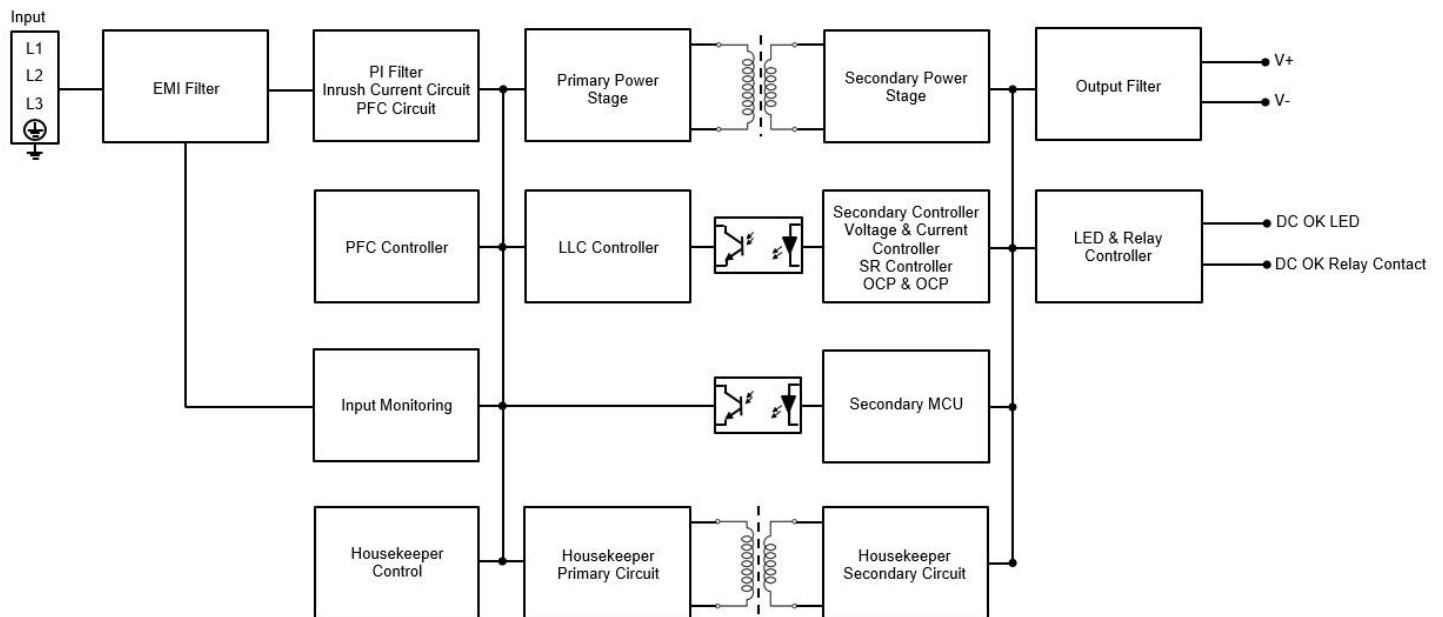 Input
L1
L2
L3
EMI Filter
PI Filter
Inrush Current Circuit
PFC Circuit
Primary Power
Stage
Secondary Power
Stage
Output Filter
V+
V-
PFC Controller
LLC Controller
Secondary Controller
Voltage & Current
Controller
SR Controller
OCP & OCP
LED & Relay
Controller
DC OK LED
DC OK Relay Contact
Input Monitoring
Secondary MCU
Housekeeper
Control
Housekeeper
Primary Circuit
Housekeeper
Secondary Circuit